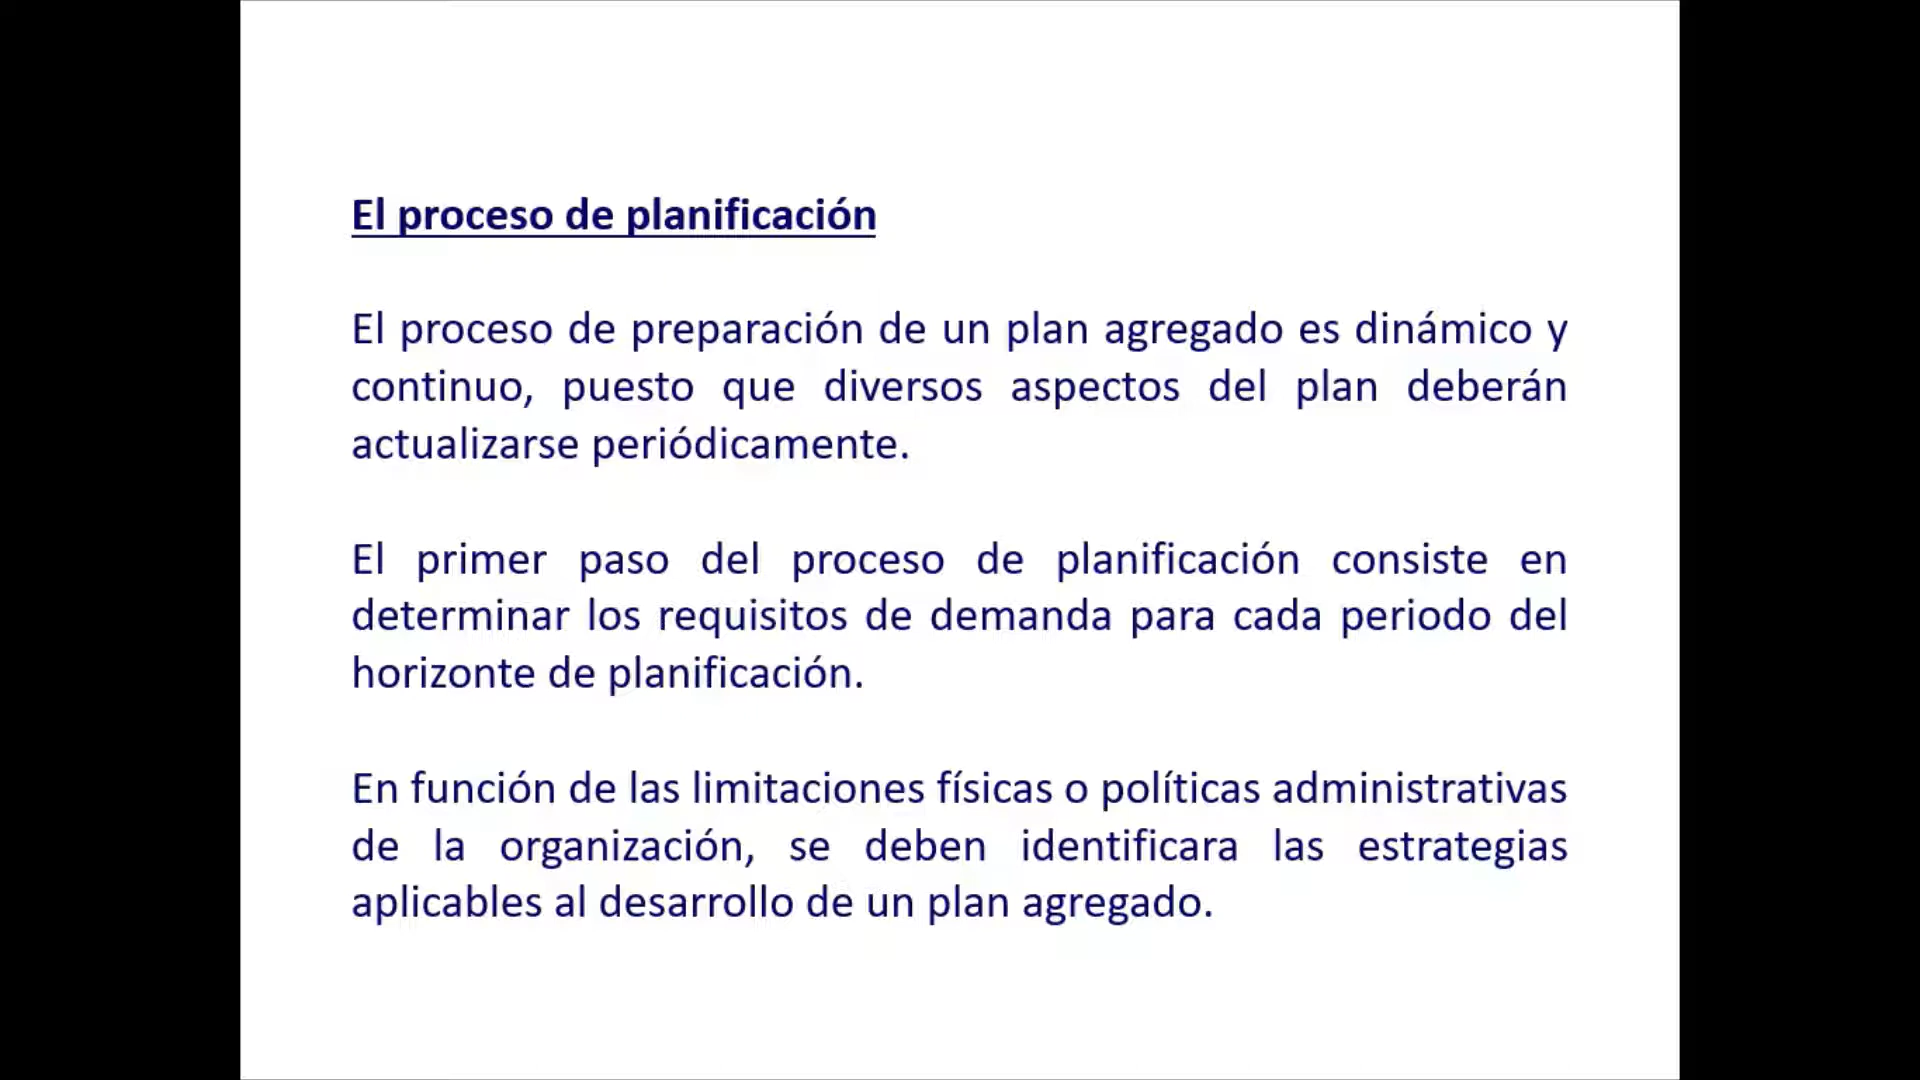 El proceso de planificación
El proceso de preparación de un plan agregado es dinámico y
continuo, puesto que diversos aspectos del plan deberán
actualizarse periódicamente.
El primer paso del proceso de planificación consiste en
determinar los requisitos de demanda para cada periodo del
horizonte de planificación.
En función de las limitaciones físicas o políticas administrativas
de la organización, se deben identificara las estrategias
aplicables al desarrollo de un plan agregado.